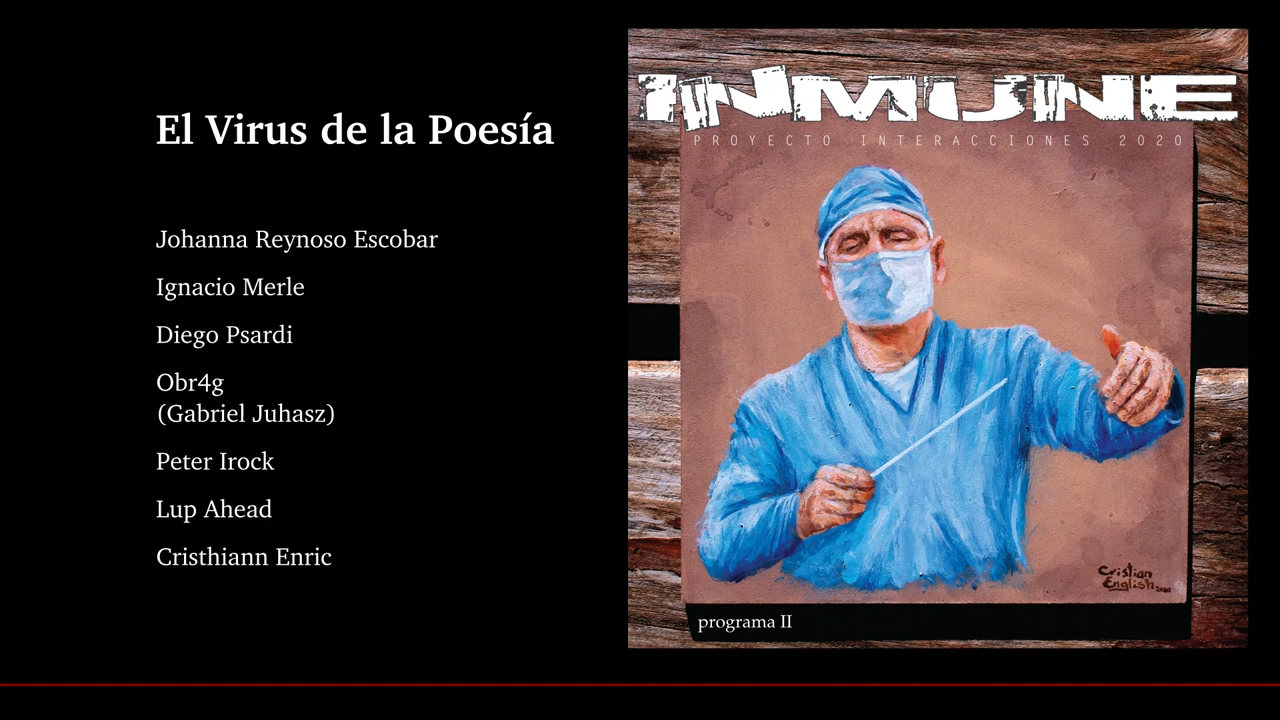 El Virus de la Poesía
Johanna Reynoso Escobar
Ignacio Merle
Diego Psardi
Obr4g
(Gabriel Juhasz)
Peter Irock
Lup Ahead
Cristhiann Enric
INMUNE
PROYECTO INTERACCIONES 2020
Cristian
English 2020
programa II